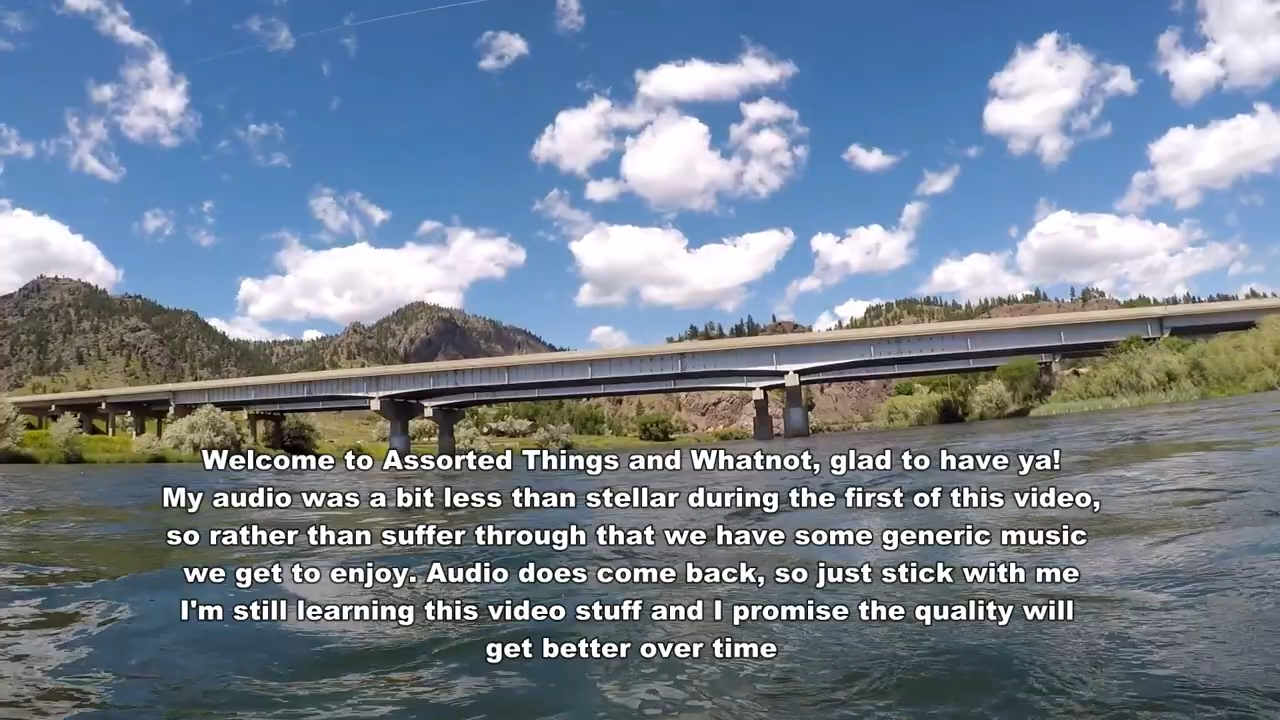 Welcome to Assorted Things and Whatnot, glad to have ya!
My audio was a bit less than stellar during the first of this video,
so rather than suffer through that we have some generic music
we get to enjoy. Audio does come back, so just stick with me
I'm still learning this video stuff and I promise the quality will
get better over time